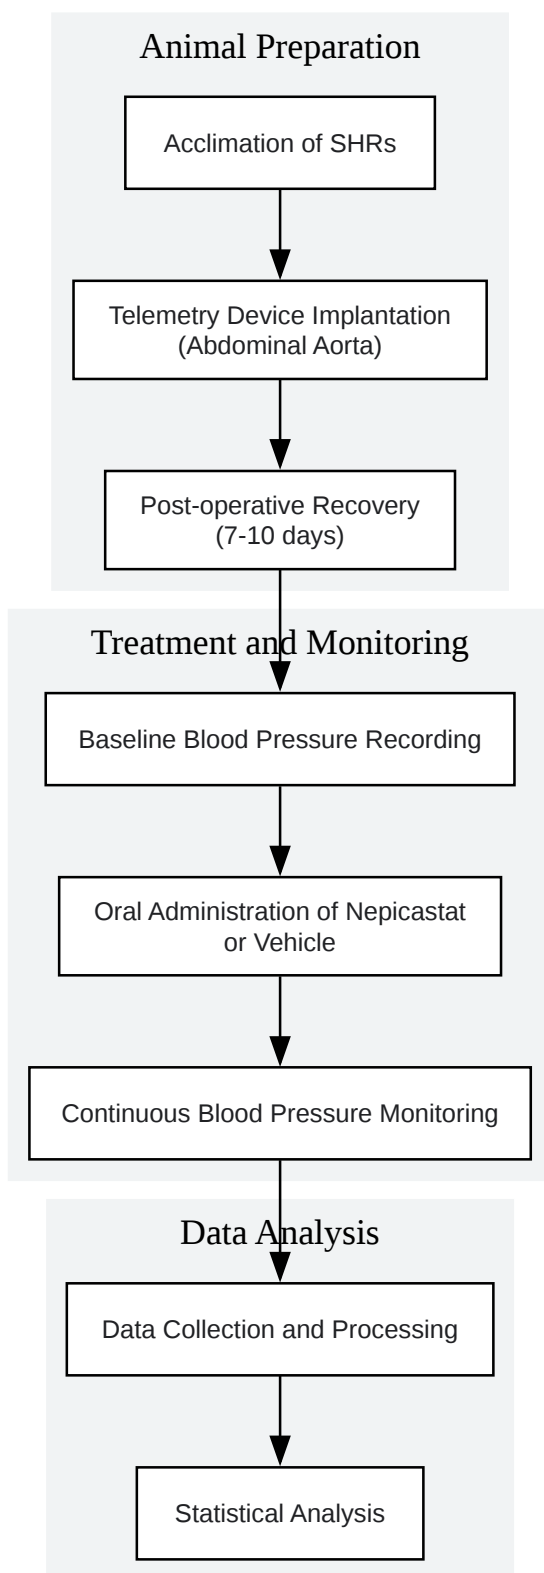 Animal Preparation
Acclimation of SHRs
Telemetry Device Implantation
(Abdominal Aorta)
Post-operative Recovery
(7-10 days)
Treatment and Monitoring
Baseline Blood Pressure Recording
Oral Administration of Nepicastat
or Vehicle
Continuous Blood Pressure Monitoring
Data Analysis
Data Collection and Processing
Statistical Analysis